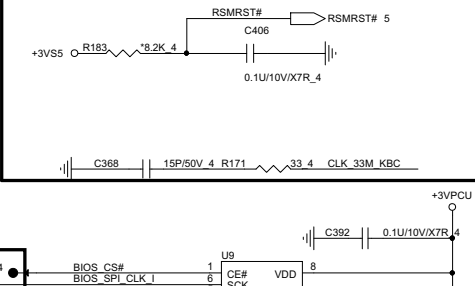 RSMRST#
RSMRST# 5
C406
+3VS5 R183 *8.2K_4
0.1U/10V/X7R_4
C368 15P/50V_4 R171 33_4 CLK_33M_KBC
+3VPCU
C392 0.1U/10V/X7R_4
U9
BIOS_CS# 1 CE# VDD 8
BIOS_SPI_CLK_I 6 SCK